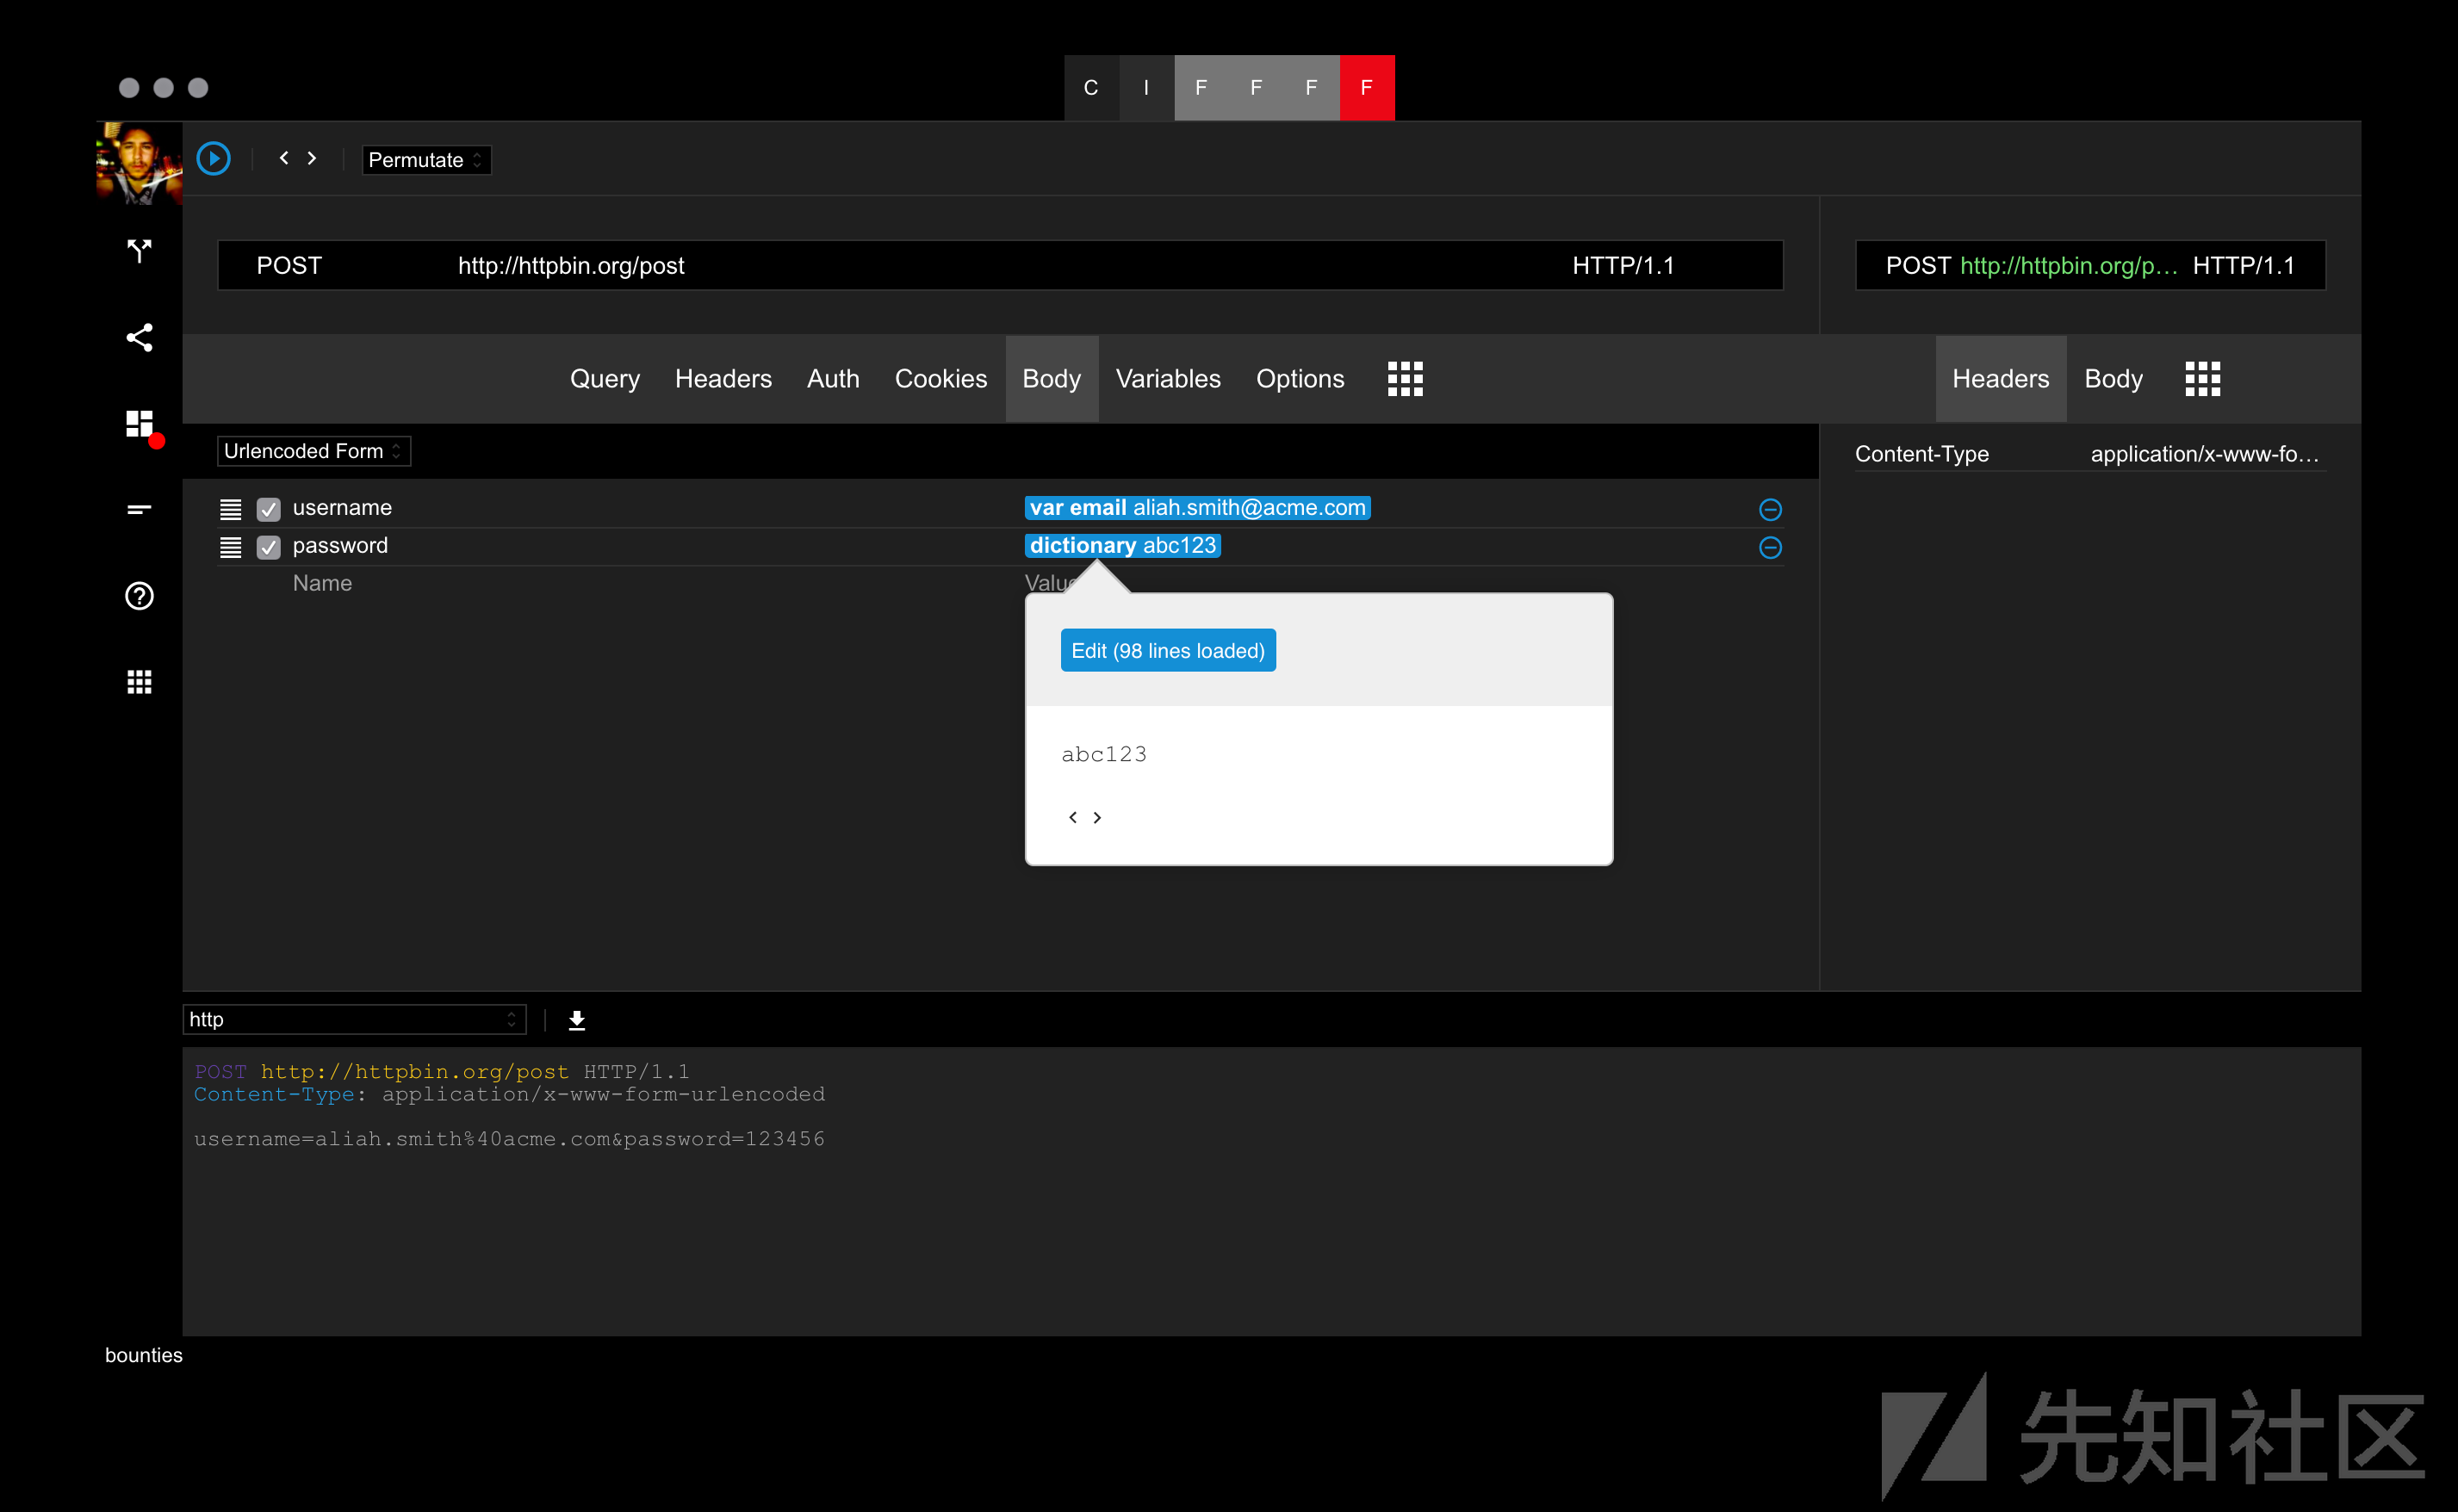 C I F F F F
Permutate
POST http://httpbin.org/post HTTP/1.1
POST http://httpbin.org/p… HTTP/1.1
Query Headers Auth Cookies Body Variables Options
Headers Body
Urlencoded Form
Content-Type application/x-www-fo…
username var email aliah.smith@acme.com
password dictionary abc123
Name Value
Edit (98 lines loaded)
abc123
http
POST http://httpbin.org/post HTTP/1.1
Content-Type: application/x-www-form-urlencoded
username=aliah.smith%40acme.com&password=123456
bounties
先知社区